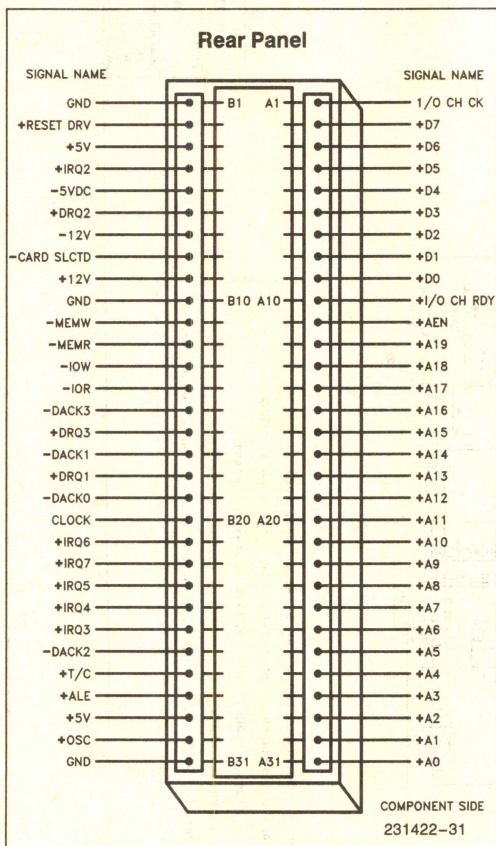 Rear Panel
SIGNAL NAME SIGNAL NAME
GND B1 A1 1/0 CH CK
+RESET DRV +D7
+5V +D6
+IRQ2 +D5
-5VDC +D4
+DRQ2 +D3
-12V +D2
-CARD SLCTD +D1
+12V +D0
GND B10 A10 +I/O CH RDY
-MEMW +AEN
-MEMR +A19
-IOW +A18
-IOR +A17
-DACK3 +A16
+DRQ3 +A15
-DACK1 +A14
+DRQ1 +A13
-DACK0 +A12
CLOCK B20 A20 +A11
+IRQ6 +A10
+IRQ7 +A9
+IRQ5 +A8
+IRQ4 +A7
+IRQ3 +A6
-DACK2 +A5
+T/C +A4
+ALE +A3
+5V +A2
+OSC +A1
GND B31 A31 +A0
COMPONENT SIDE
231422-31